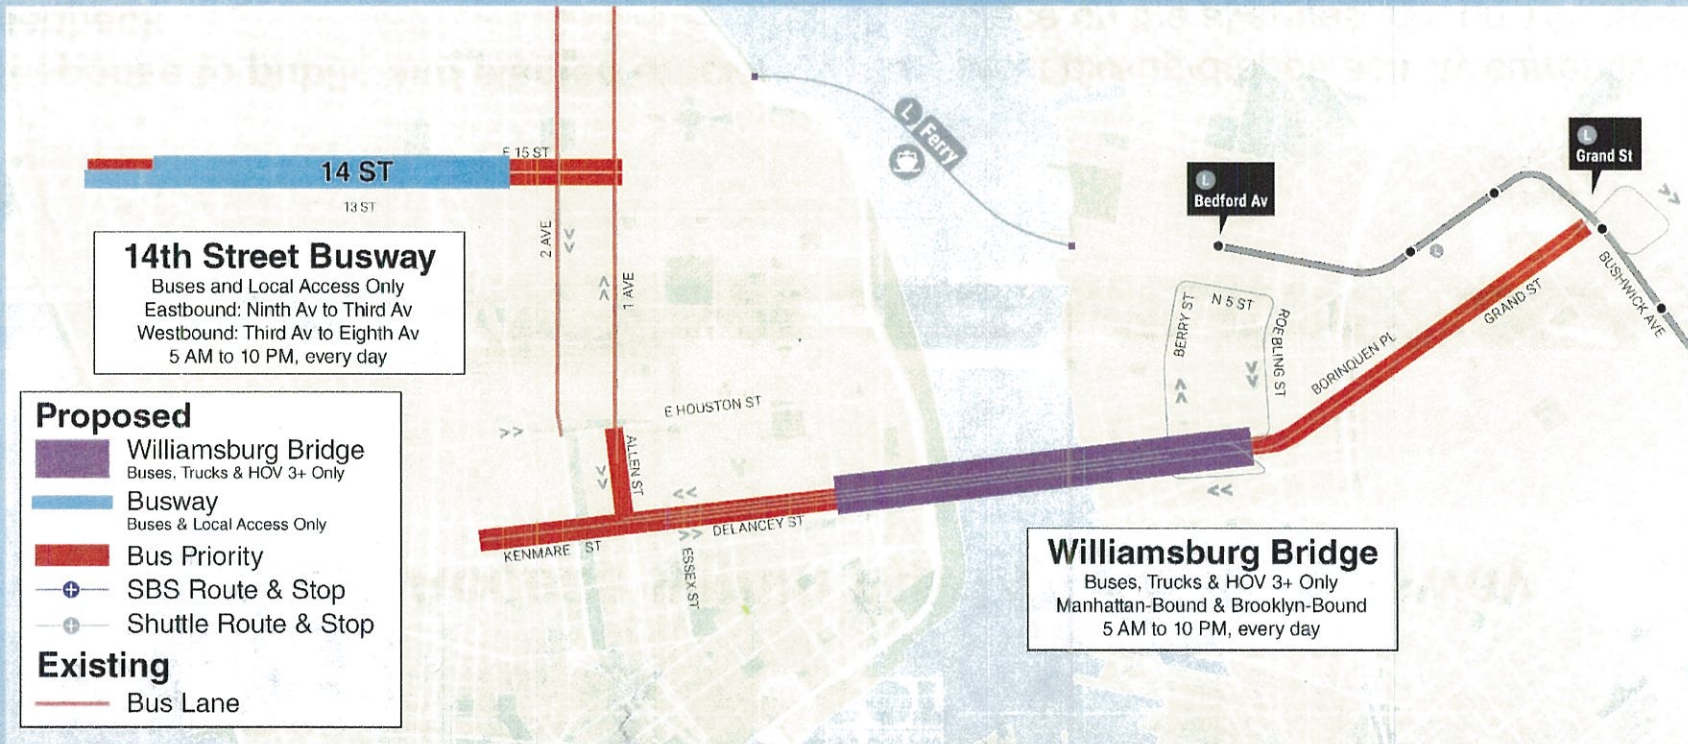 E 15 ST
14 ST
13 ST
2 AVE
1 AVE
L Ferry
L
Bedford Av
L
Grand St
L
14th Street Busway
Buses and Local Access Only
Eastbound: Ninth Av to Third Av
Westbound: Third Av to Eighth Av
5 AM to 10 PM, every day
BERRY ST
N 5 ST
ROEBLING ST
BORINQUEN PL
GRAND ST
BUSHWICK AVE
E HOUSTON ST
ALLEN ST
KENMARE ST
DELANCEY ST
ESSEX ST
Proposed
Williamsburg Bridge
Buses, Trucks & HOV 3+ Only
Busway
Buses & Local Access Only
Bus Priority
SBS Route & Stop
Shuttle Route & Stop
Existing
Bus Lane
Williamsburg Bridge
Buses, Trucks & HOV 3+ Only
Manhattan-Bound & Brooklyn-Bound
5 AM to 10 PM, every day